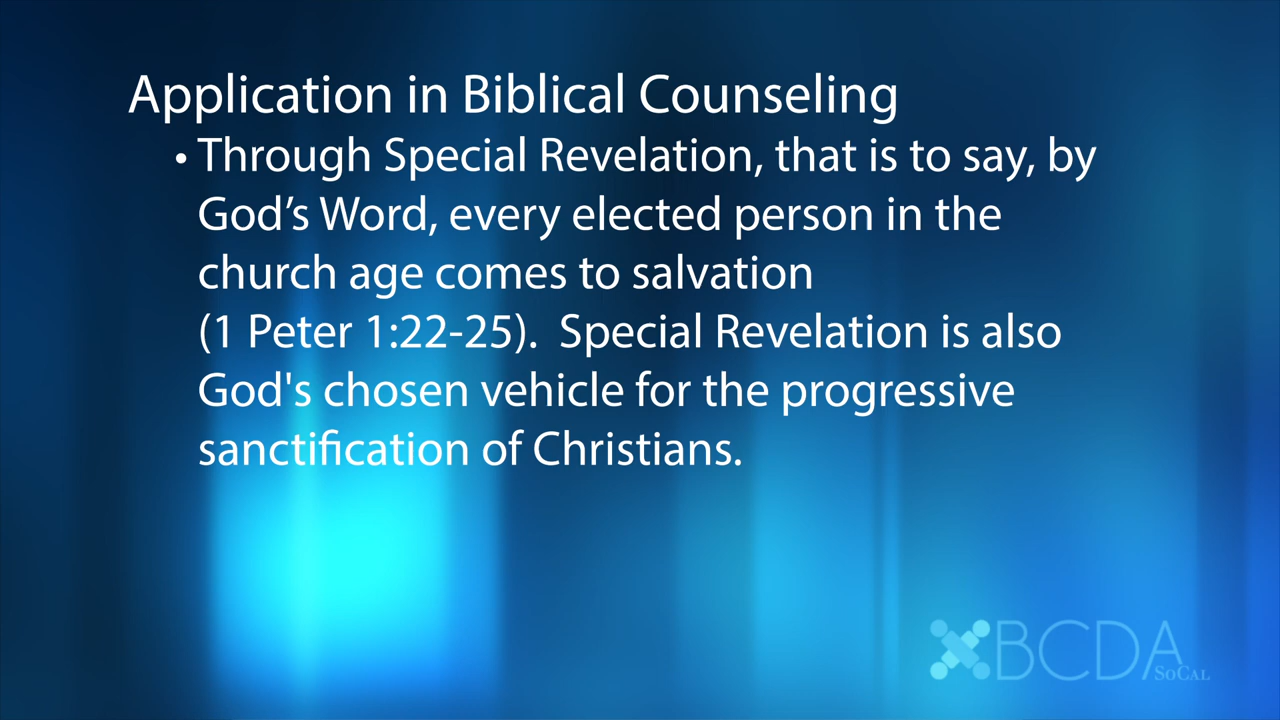 Application in Biblical Counseling
• Through Special Revelation, that is to say, by
God’s Word, every elected person in the
church age comes to salvation
(1 Peter 1:22-25).  Special Revelation is also
God's chosen vehicle for the progressive
sanctification of Christians.
BCDA
SoCal